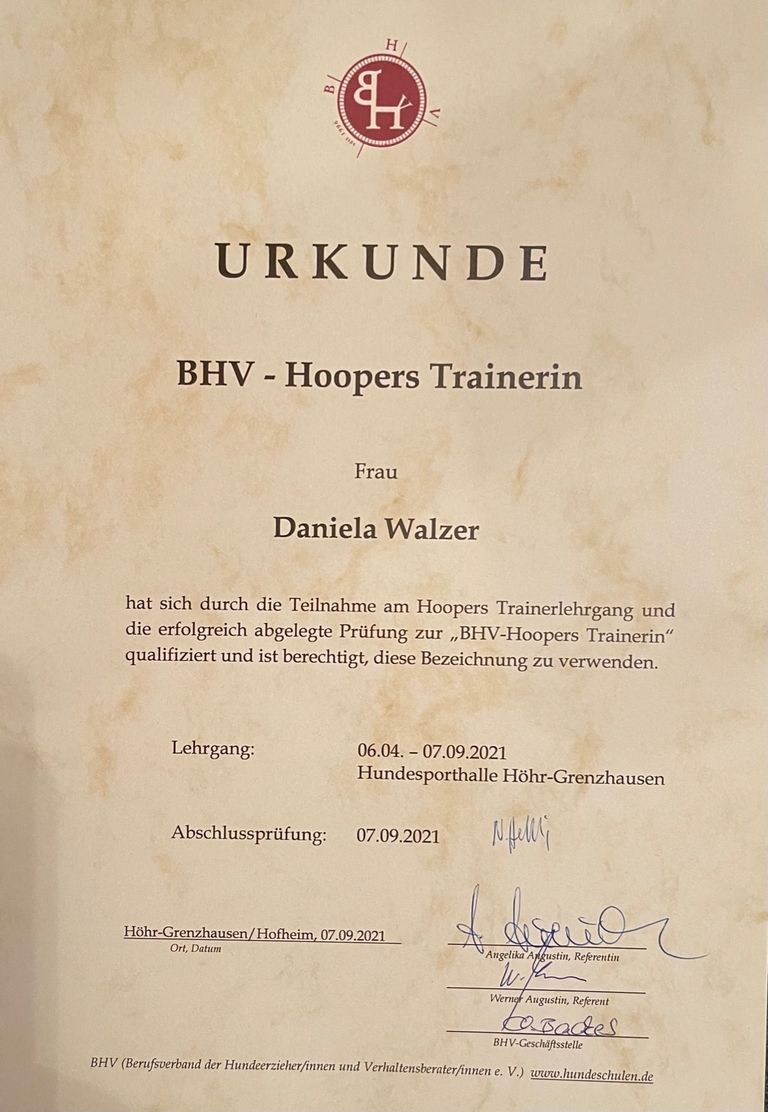 B H V
BHV
URKUNDE
BHV - Hoopers Trainerin
Frau
Daniela Walzer
hat sich durch die Teilnahme am Hoopers Trainerlehrgang und
die erfolgreich abgelegte Prüfung zur „BHV-Hoopers Trainerin“
qualifiziert und ist berechtigt, diese Bezeichnung zu verwenden.
Lehrgang: 06.04. – 07.09.2021
Hundesporthalle Höhr-Grenzhausen
Abschlussprüfung: 07.09.2021
Höhr-Grenzhausen/Hofheim, 07.09.2021
Ort, Datum
Angelika Augustin, Referentin
Werner Augustin, Referent
BHV-Geschäftsstelle
BHV (Berufsverband der Hundeerzieher/innen und Verhaltensberater/innen e. V.) www.hundeschulen.de